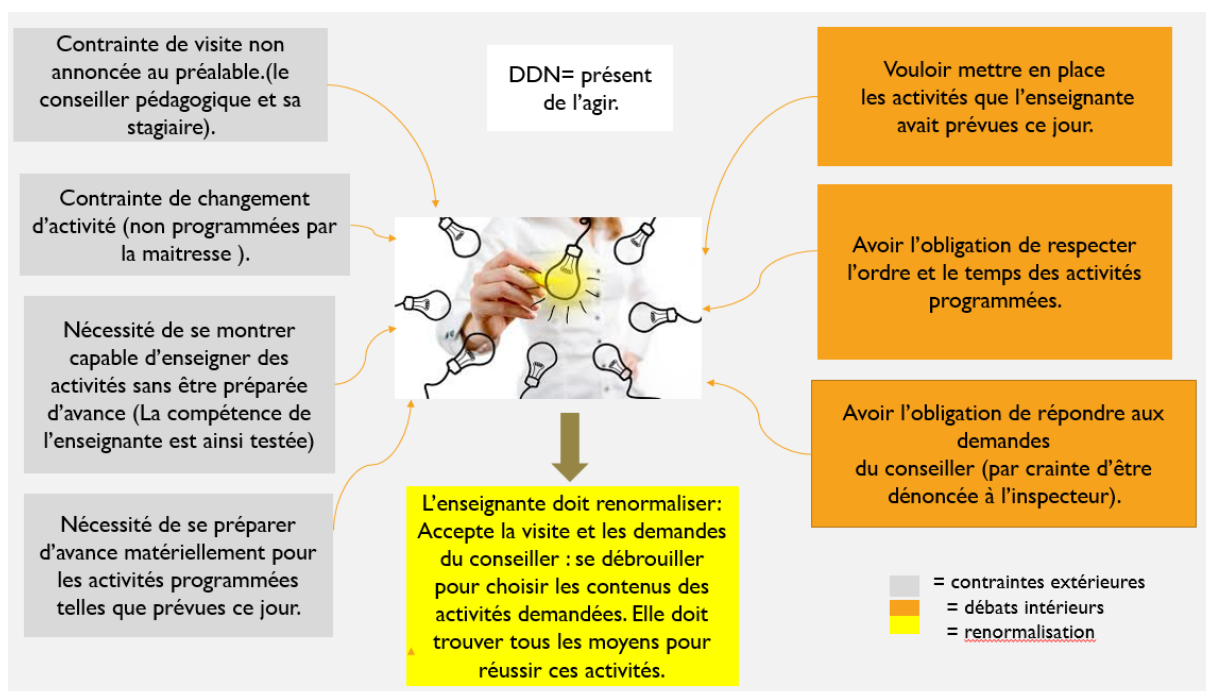 Contrainte de visite non
annoncée au préalable.(le
conseiller pédagogique et sa
stagiaire).
Contrainte de changement
d'activité (non programmées par
la maitresse ).
Nécessité de se montrer
capable d'enseigner des
activités sans être préparée
d'avance (La compétence de
l'enseignante est ainsi testée)
Nécessité de se préparer
d'avance matériellement pour
les activités programmées
telles que prévues ce jour.
DDN= présent
de l'agir.
L'enseignante doit renormaliser:
Accepte la visite et les demandes
du conseiller : se débrouiller
pour choisir les contenus des
activités demandées. Elle doit
trouver tous les moyens pour
réussir ces activités.
Vouloir mettre en place
les activités que l'enseignante
avait prévues ce jour.
Avoir l'obligation de respecter
l'ordre et le temps des activités
programmées.
Avoir l'obligation de répondre aux
demandes
du conseiller (par crainte d'être
dénoncée à l'inspecteur).
= contraintes extérieures
= débats intérieurs
= renormalisation